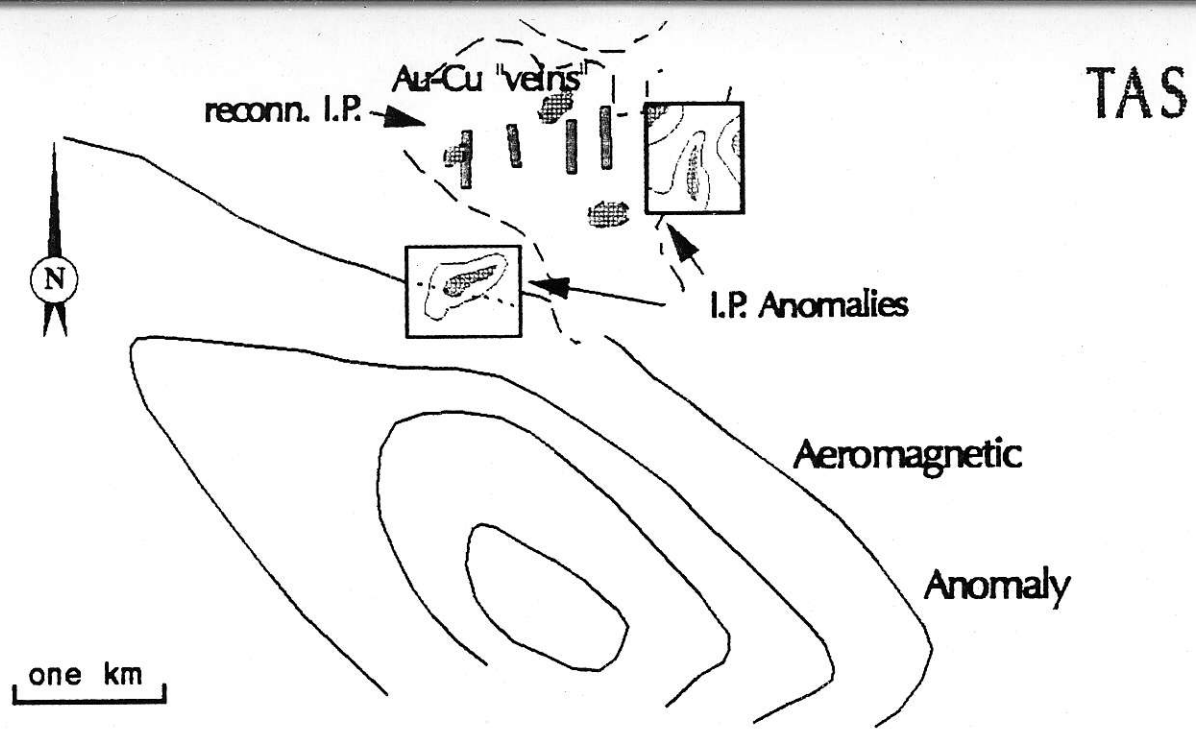 TAS
Au-Cu "veins"
reconn. I.P.
N
I.P. Anomalies
Aeromagnetic
Anomaly
one km